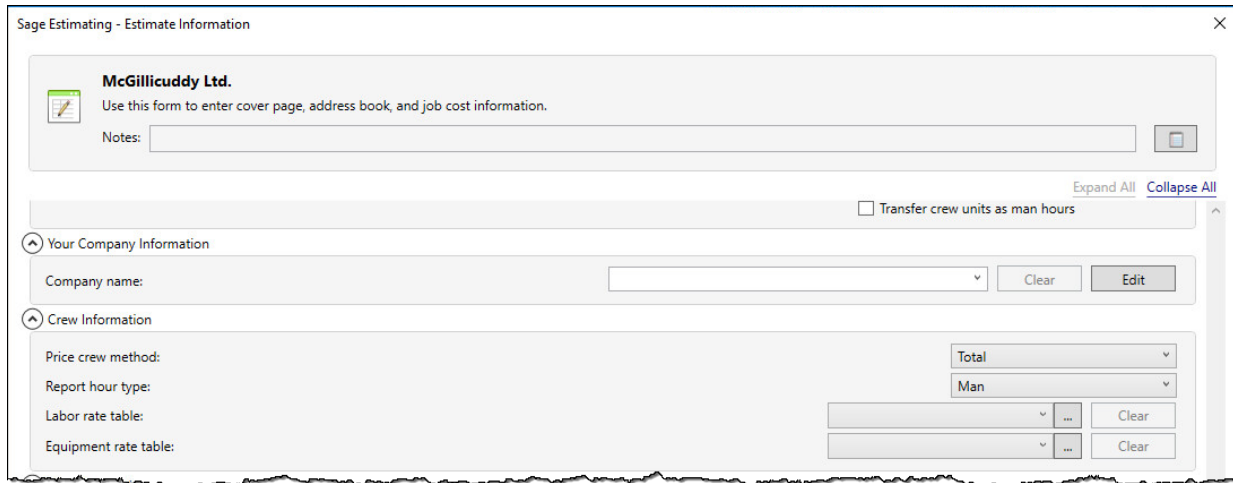 Sage Estimating - Estimate Information
McGillicuddy Ltd.
Use this form to enter cover page, address book, and job cost information.
Notes:
Expand All Collapse All
Transfer crew units as man hours
Your Company Information
Company name: Clear Edit
Crew Information
Price crew method: Total
Report hour type: Man
Labor rate table: ... Clear
Equipment rate table: ... Clear